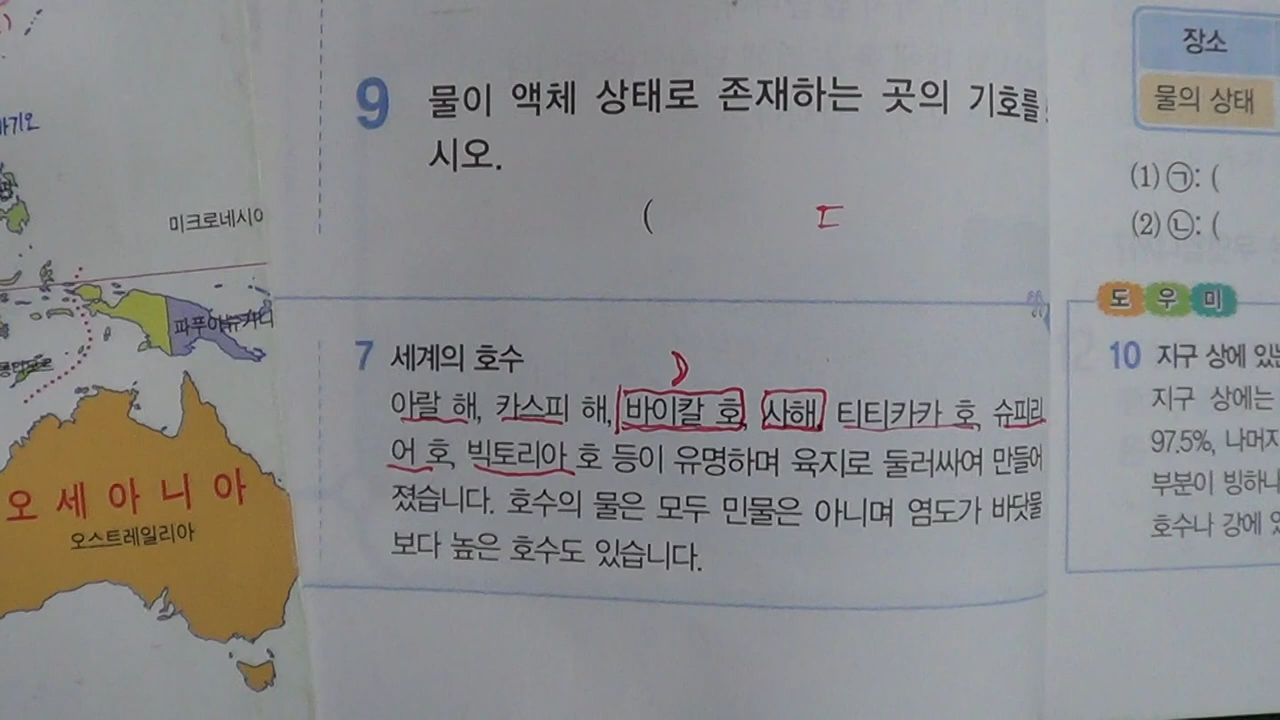 미크로네시아
오세아니아
오스트레일리아
9 물이 액체 상태로 존재하는 곳의 기호를
시오.
( ㄷ
7 세계의 호수
아랄 해, 카스피 해, 바이칼 호, 사해, 티티카카 호, 슈피리
어 호, 빅토리아 호 등이 유명하며 육지로 둘러싸여 만들어
졌습니다. 호수의 물은 모두 민물은 아니며 염도가 바닷물
보다 높은 호수도 있습니다.
장소
물의 상태
(1) ㉠: (
(2) ㉡: (
도우미
10 지구 상에 있는
지구 상에는
97.5%, 나머지
부분이 빙하나
호수나 강에 있